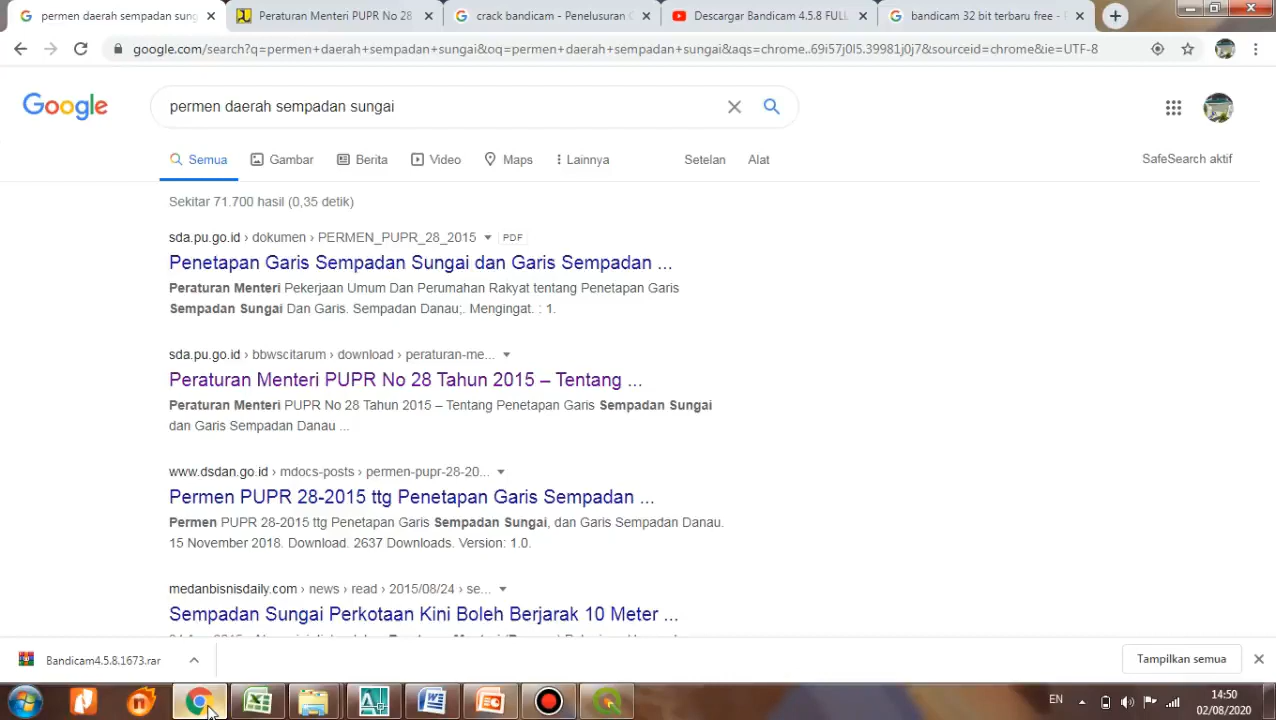 permen daerah sempadan sung
Peraturan Menteri PUPR No 28
crack bandicam - Penelusuran G
Descargar Bandicam 4.5.8 FULL
bandicam 32 bit terbaru free - P
google.com/search?q=permen+daerah+sempadan+sungai&oq=permen+daerah+sempadan+sungai&aqs=chrome..69i57j0l5.39981j0j7&sourceid=chrome&ie=UTF-8
Google
permen daerah sempadan sungai
Semua
Gambar
Berita
Video
Maps
Lainnya
Setelan
Alat
SafeSearch aktif
Sekitar 71.700 hasil (0,35 detik)
sda.pu.go.id › dokumen › PERMEN_PUPR_28_2015 PDF
Penetapan Garis Sempadan Sungai dan Garis Sempadan ...
Peraturan Menteri Pekerjaan Umum Dan Perumahan Rakyat tentang Penetapan Garis
Sempadan Sungai Dan Garis. Sempadan Danau;. Mengingat. : 1.
sda.pu.go.id › bbwscitarum › download › peraturan-me...
Peraturan Menteri PUPR No 28 Tahun 2015 – Tentang ...
Peraturan Menteri PUPR No 28 Tahun 2015 – Tentang Penetapan Garis Sempadan Sungai
dan Garis Sempadan Danau ...
www.dsdan.go.id › mdocs-posts › permen-pupr-28-20...
Permen PUPR 28-2015 ttg Penetapan Garis Sempadan ...
Permen PUPR 28-2015 ttg Penetapan Garis Sempadan Sungai, dan Garis Sempadan Danau.
15 November 2018. Download. 2637 Downloads. Version: 1.0.
medanbisnisdaily.com › news › read › 2015/08/24 › se...
Sempadan Sungai Perkotaan Kini Boleh Berjarak 10 Meter ...
Bandicam4.5.8.1673.rar
Tampilkan semua
EN
14:50
02/08/2020